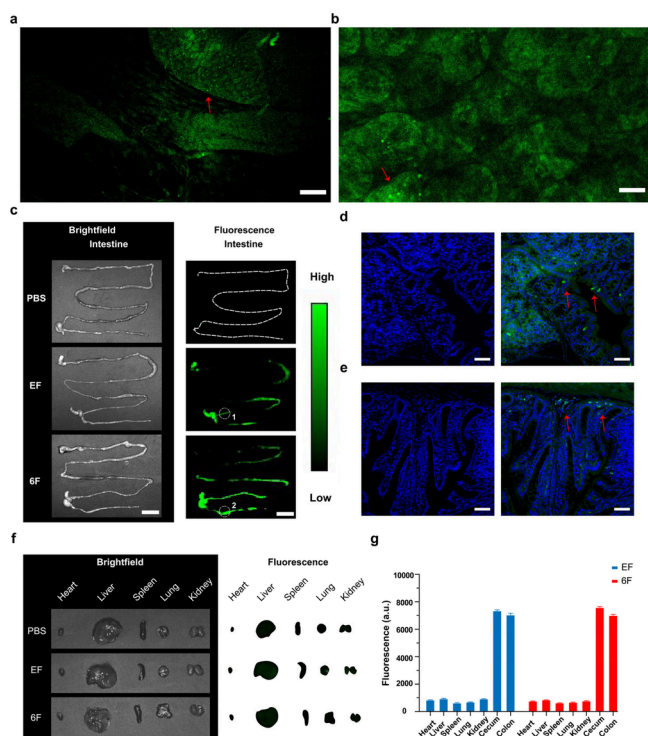 a
b
c
Brightfield
Intestine
Fluorescence
Intestine
PBS
EF
1
6F
2
High
Low
d
e
f
Brightfield
Fluorescence
Heart
Liver
Spleen
Lung
Kidney
Heart
Liver
Spleen
Lung
Kidney
PBS
EF
6F
g
EF
6F
Fluorescence (a.u.)
10000
8000
6000
4000
2000
0
Heart
Liver
Spleen
Lung
Kidney
Cecum
Colon
Heart
Liver
Spleen
Lung
Kidney
Cecum
Colon